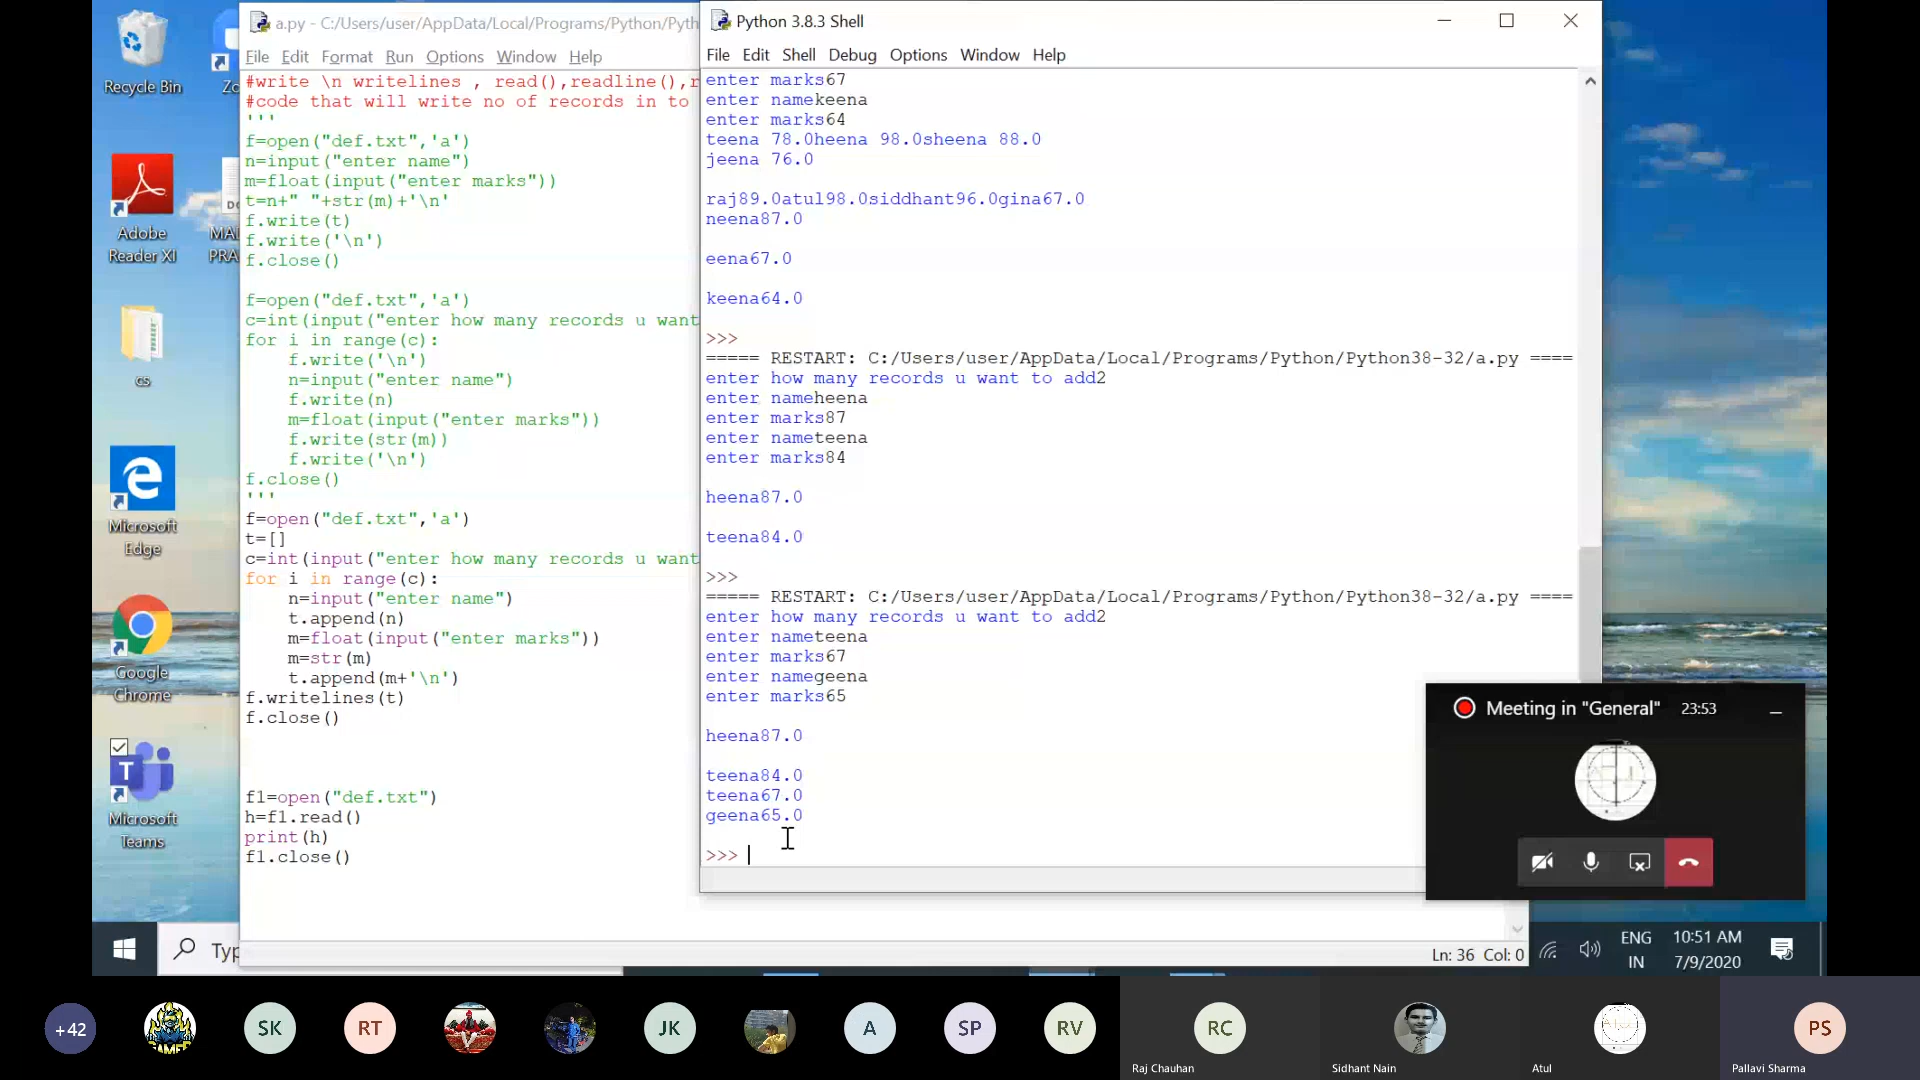 Recycle Bin
Zo
Adobe
Reader XI
MAI
PRA
cs
Microsoft
Edge
Google
Chrome
Microsoft
Teams
a.py - C:/Users/user/AppData/Local/Programs/Python/Pyth
File Edit Format Run Options Window Help
#write \n writelines , read(),readline(),r
#code that will write no of records in to
'''
f=open("def.txt",'a')
n=input("enter name")
m=float(input("enter marks"))
t=n+" "+str(m)+'\n'
f.write(t)
f.write('\n')
f.close()
f=open("def.txt",'a')
c=int(input("enter how many records u want
for i in range(c):
f.write('\n')
n=input("enter name")
f.write(n)
m=float(input("enter marks"))
f.write(str(m))
f.write('\n')
f.close()
'''
f=open("def.txt",'a')
t=[]
c=int(input("enter how many records u want
for i in range(c):
n=input("enter name")
t.append(n)
m=float(input("enter marks"))
m=str(m)
t.append(m+'\n')
f.writelines(t)
f.close()
f1=open("def.txt")
h=f1.read()
print(h)
f1.close()
Python 3.8.3 Shell
File Edit Shell Debug Options Window Help
enter marks67
enter namekeena
enter marks64
teena 78.0heena 98.0sheena 88.0
jeena 76.0
raj89.0atul98.0siddhant96.0gina67.0
neena87.0
eena67.0
keena64.0
>>>
===== RESTART: C:/Users/user/AppData/Local/Programs/Python/Python38-32/a.py ====
enter how many records u want to add2
enter nameheena
enter marks87
enter nameteena
enter marks84
heena87.0
teena84.0
>>>
===== RESTART: C:/Users/user/AppData/Local/Programs/Python/Python38-32/a.py ====
enter how many records u want to add2
enter nameteena
enter marks67
enter namegeena
enter marks65
heena87.0
teena84.0
teena67.0
geena65.0
>>>
Meeting in "General" 23:53
Ln: 36 Col: 0
Typ
ENG
IN
10:51 AM
7/9/2020
+42
SK
RT
JK
A
SP
RV
RC
PS
Raj Chauhan
Sidhant Nain
Atul
Pallavi Sharma